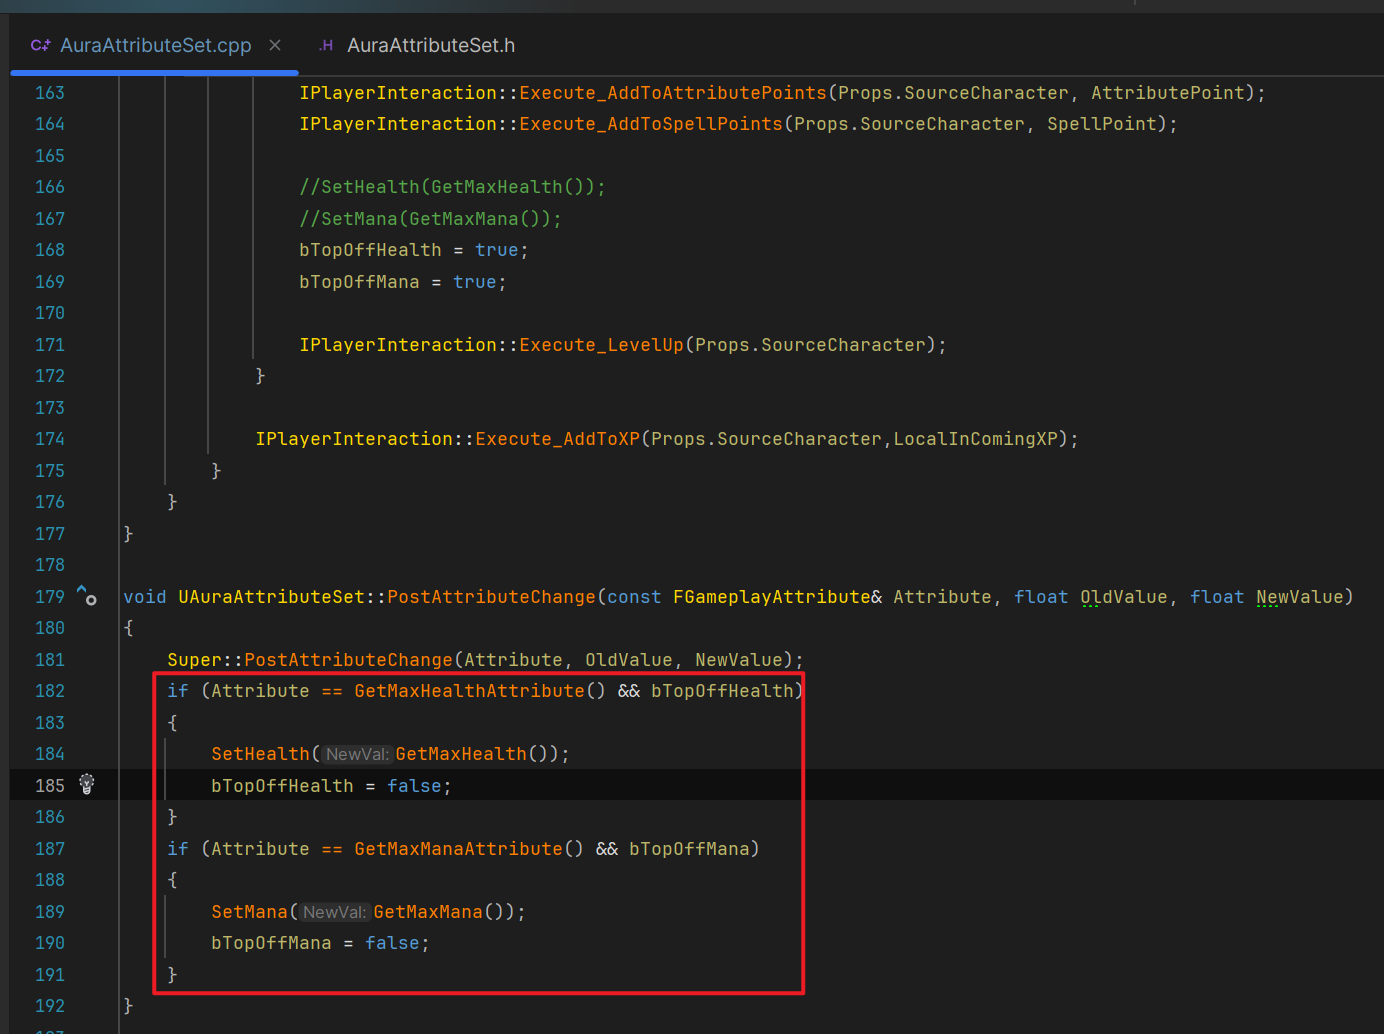 C++ AuraAttributeSet.cpp × .H AuraAttributeSet.h
163 IPlayerInteraction::Execute_AddToAttributePoints(Props.SourceCharacter, AttributePoint);
164 IPlayerInteraction::Execute_AddToSpellPoints(Props.SourceCharacter, SpellPoint);
165
166 //SetHealth(GetMaxHealth());
167 //SetMana(GetMaxMana());
168 bTopOffHealth = true;
169 bTopOffMana = true;
170
171 IPlayerInteraction::Execute_LevelUp(Props.SourceCharacter);
172 }
173
174 IPlayerInteraction::Execute_AddToXP(Props.SourceCharacter,LocalInComingXP);
175 }
176 }
177 }
178
179 void UAuraAttributeSet::PostAttributeChange(const FGameplayAttribute& Attribute, float OldValue, float NewValue)
180 {
181 Super::PostAttributeChange(Attribute, OldValue, NewValue);
182 if (Attribute == GetMaxHealthAttribute() && bTopOffHealth)
183 {
184 SetHealth( NewVal: GetMaxHealth());
185 bTopOffHealth = false;
186 }
187 if (Attribute == GetMaxManaAttribute() && bTopOffMana)
188 {
189 SetMana( NewVal: GetMaxMana());
190 bTopOffMana = false;
191 }
192 }